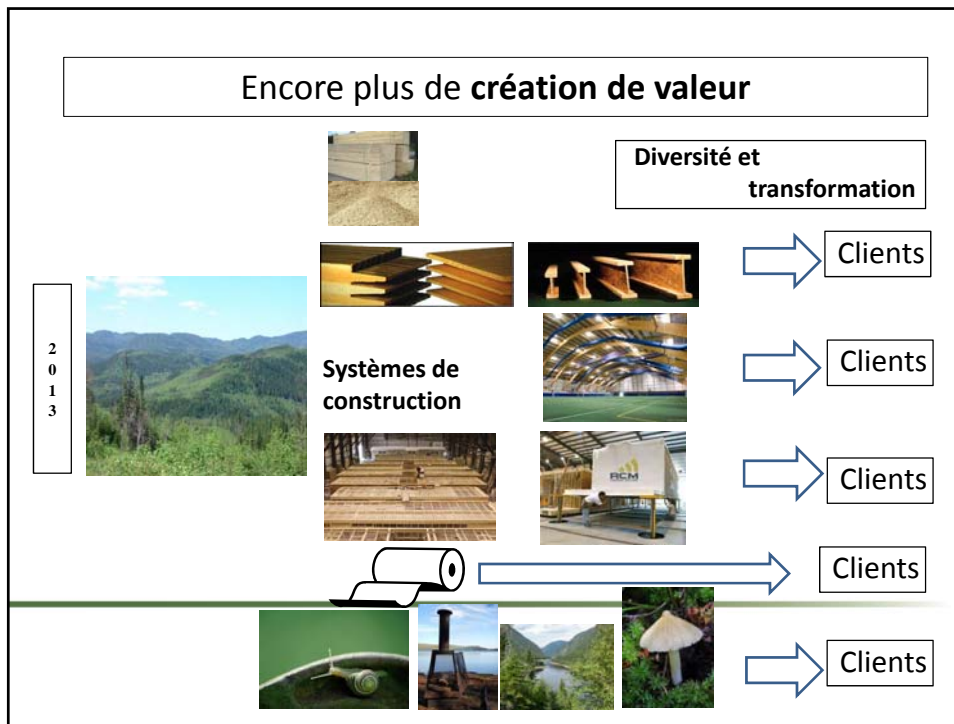 Encore plus de création de valeur
Diversité et
transformation
Clients
2
0
1
3
Systèmes de
construction
Clients
RCM
Clients
Clients
Clients